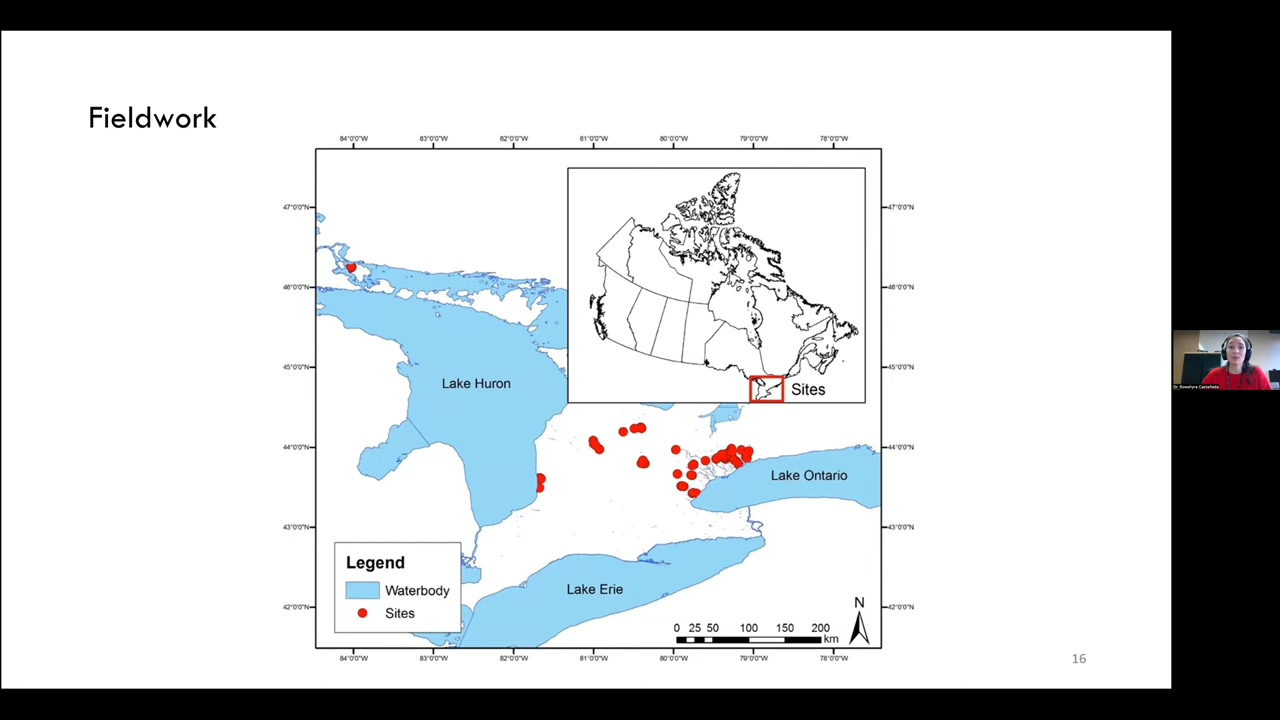 Fieldwork
84°0'0"W 83°0'0"W 82°0'0"W 81°0'0"W 80°0'0"W 79°0'0"W 78°0'0"W
47°0'0"N 47°0'0"N
46°0'0"N 46°0'0"N
45°0'0"N 45°0'0"N
Lake Huron
Sites
44°0'0"N 44°0'0"N
Lake Ontario
43°0'0"N 43°0'0"N
Legend
Waterbody
Sites
Lake Erie
42°0'0"N 42°0'0"N
N
0 25 50 100 150 200
km
84°0'0"W 83°0'0"W 82°0'0"W 81°0'0"W 80°0'0"W 79°0'0"W 78°0'0"W
16
Dr. Rowshyra Castañeda